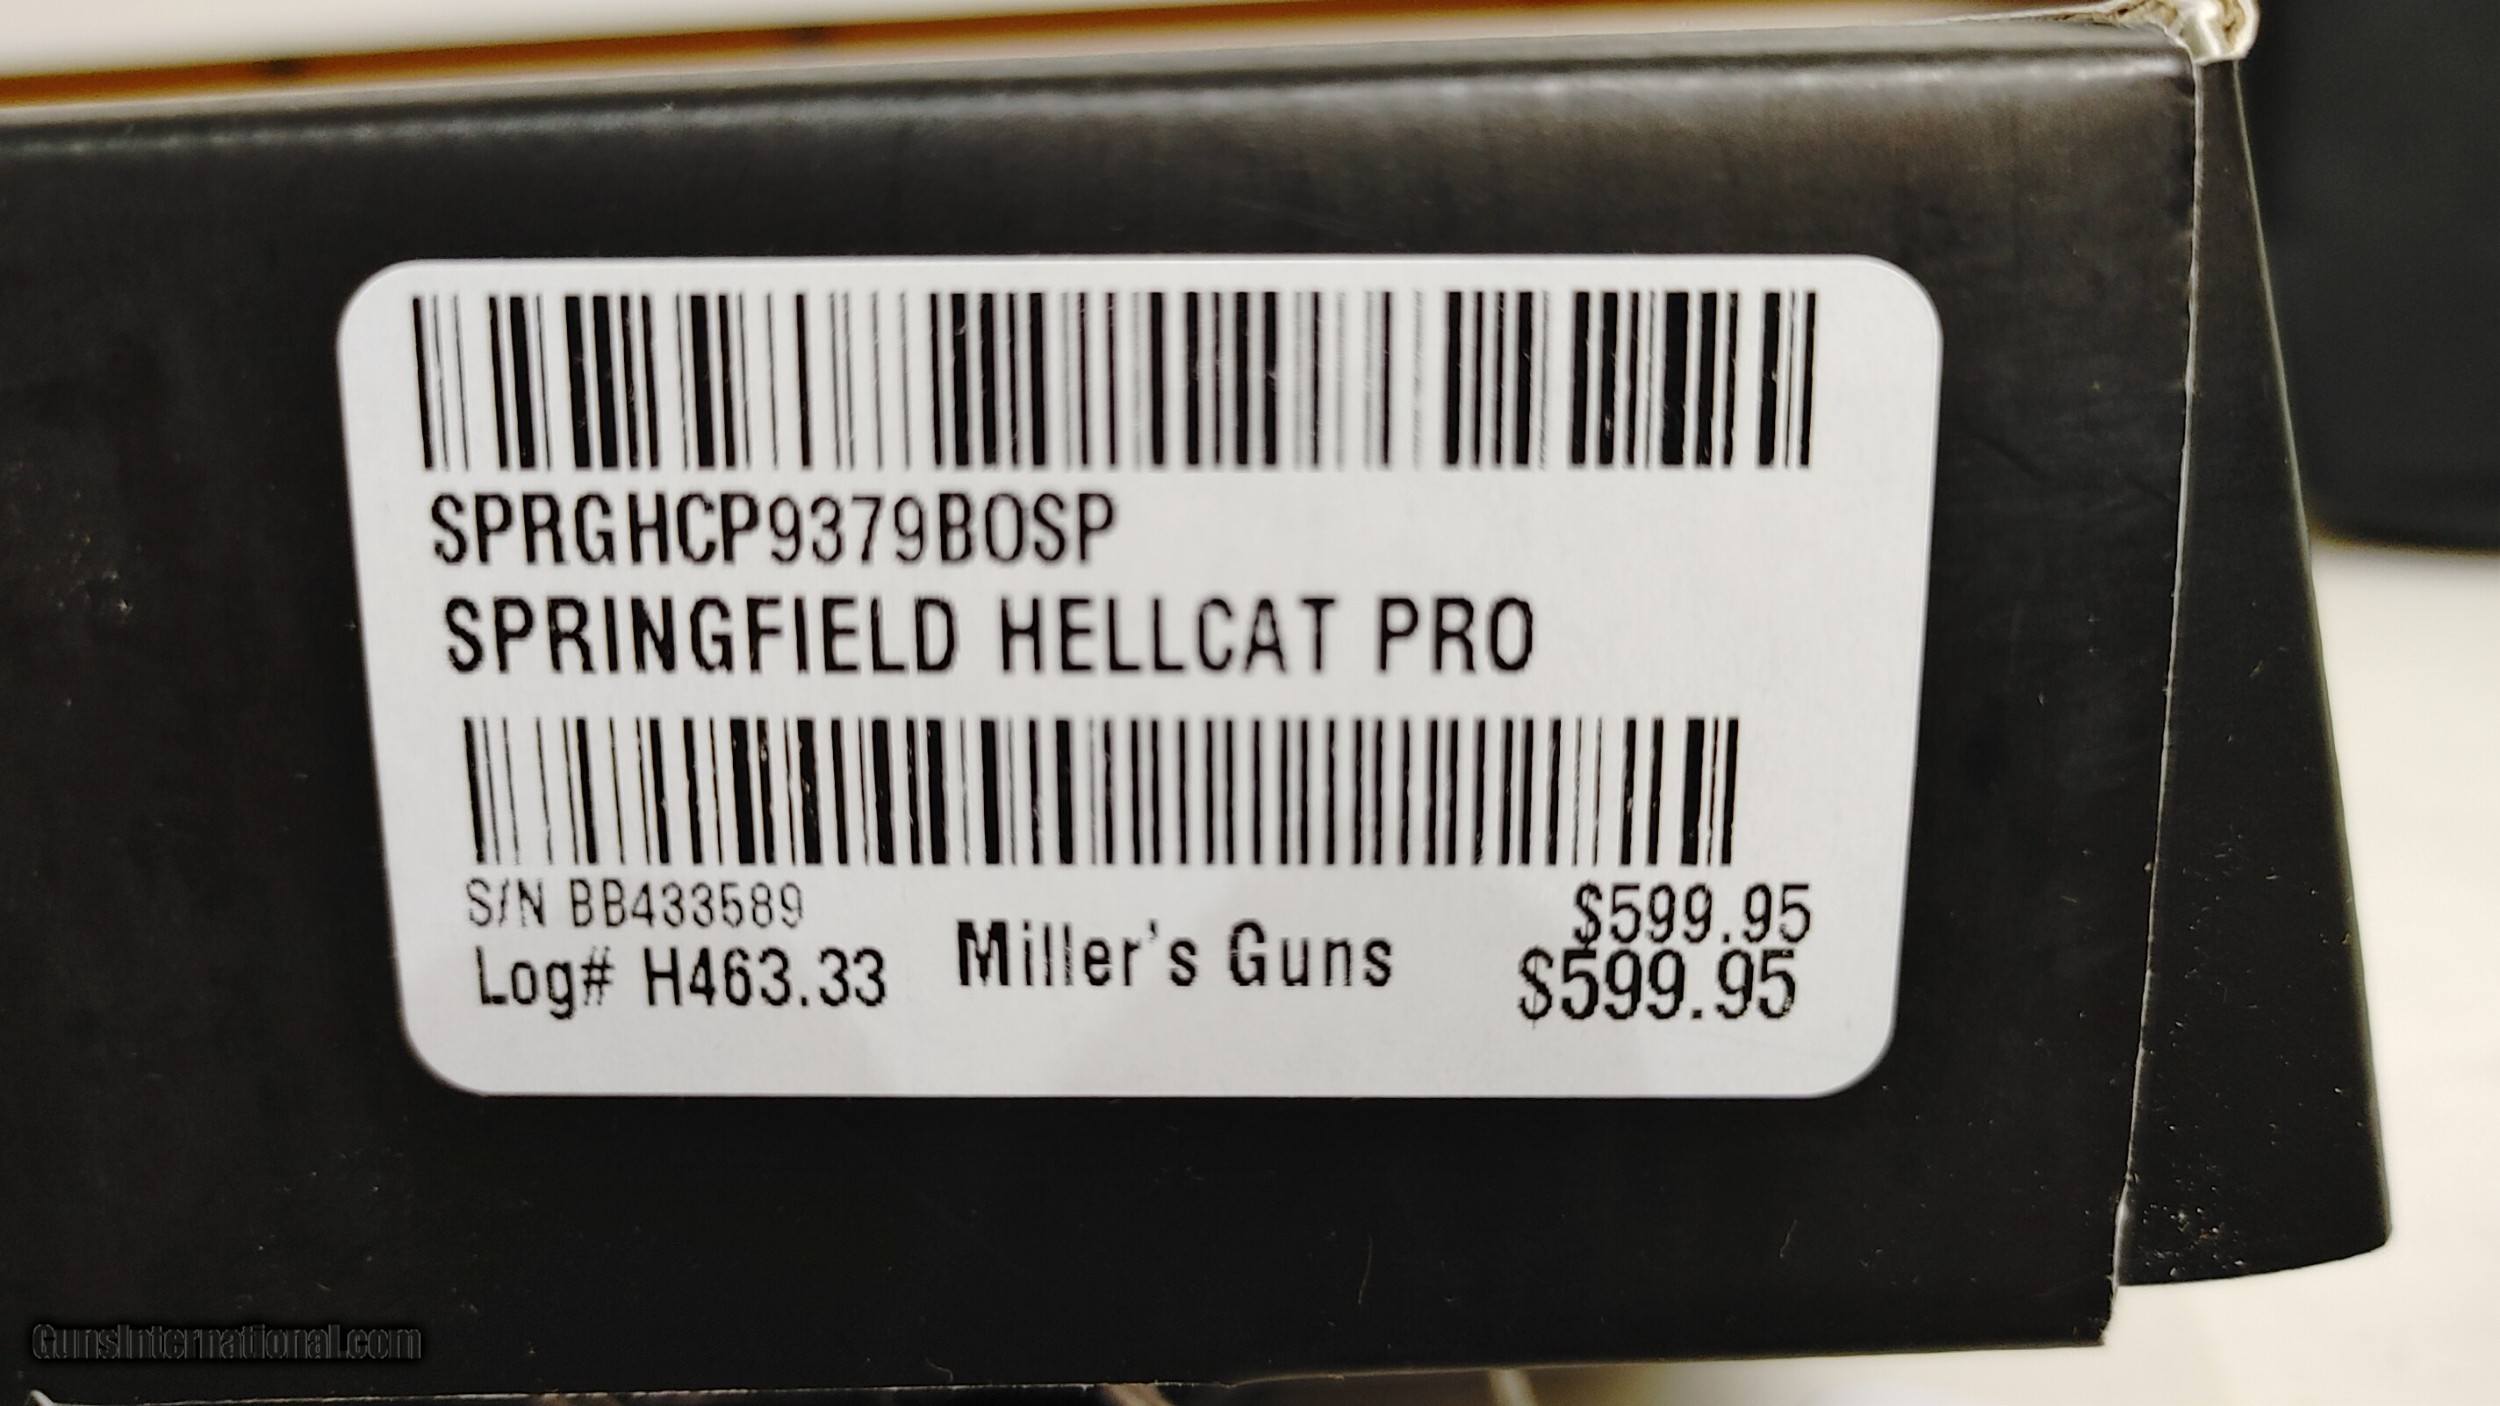 SPRGHCP9379BOSP
SPRINGFIELD HELLCAT PRO
S/N BB433589
$599.95
Log# H463.33
Miller's Guns
$599.95
GunsInternational.com